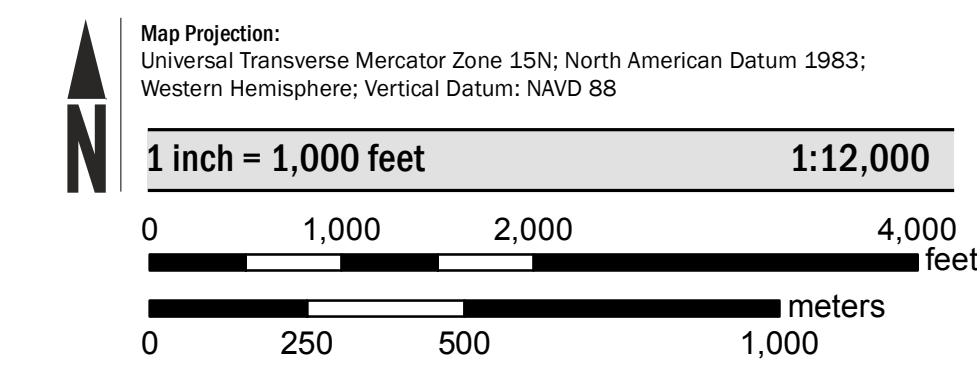 Map Projection:
Universal Transverse Mercator Zone 15N; North American Datum 1983;
Western Hemisphere; Vertical Datum: NAVD 88
N
1 inch = 1,000 feet 1:12,000
0 1,000 2,000 4,000
feet
meters
0 250 500 1,000